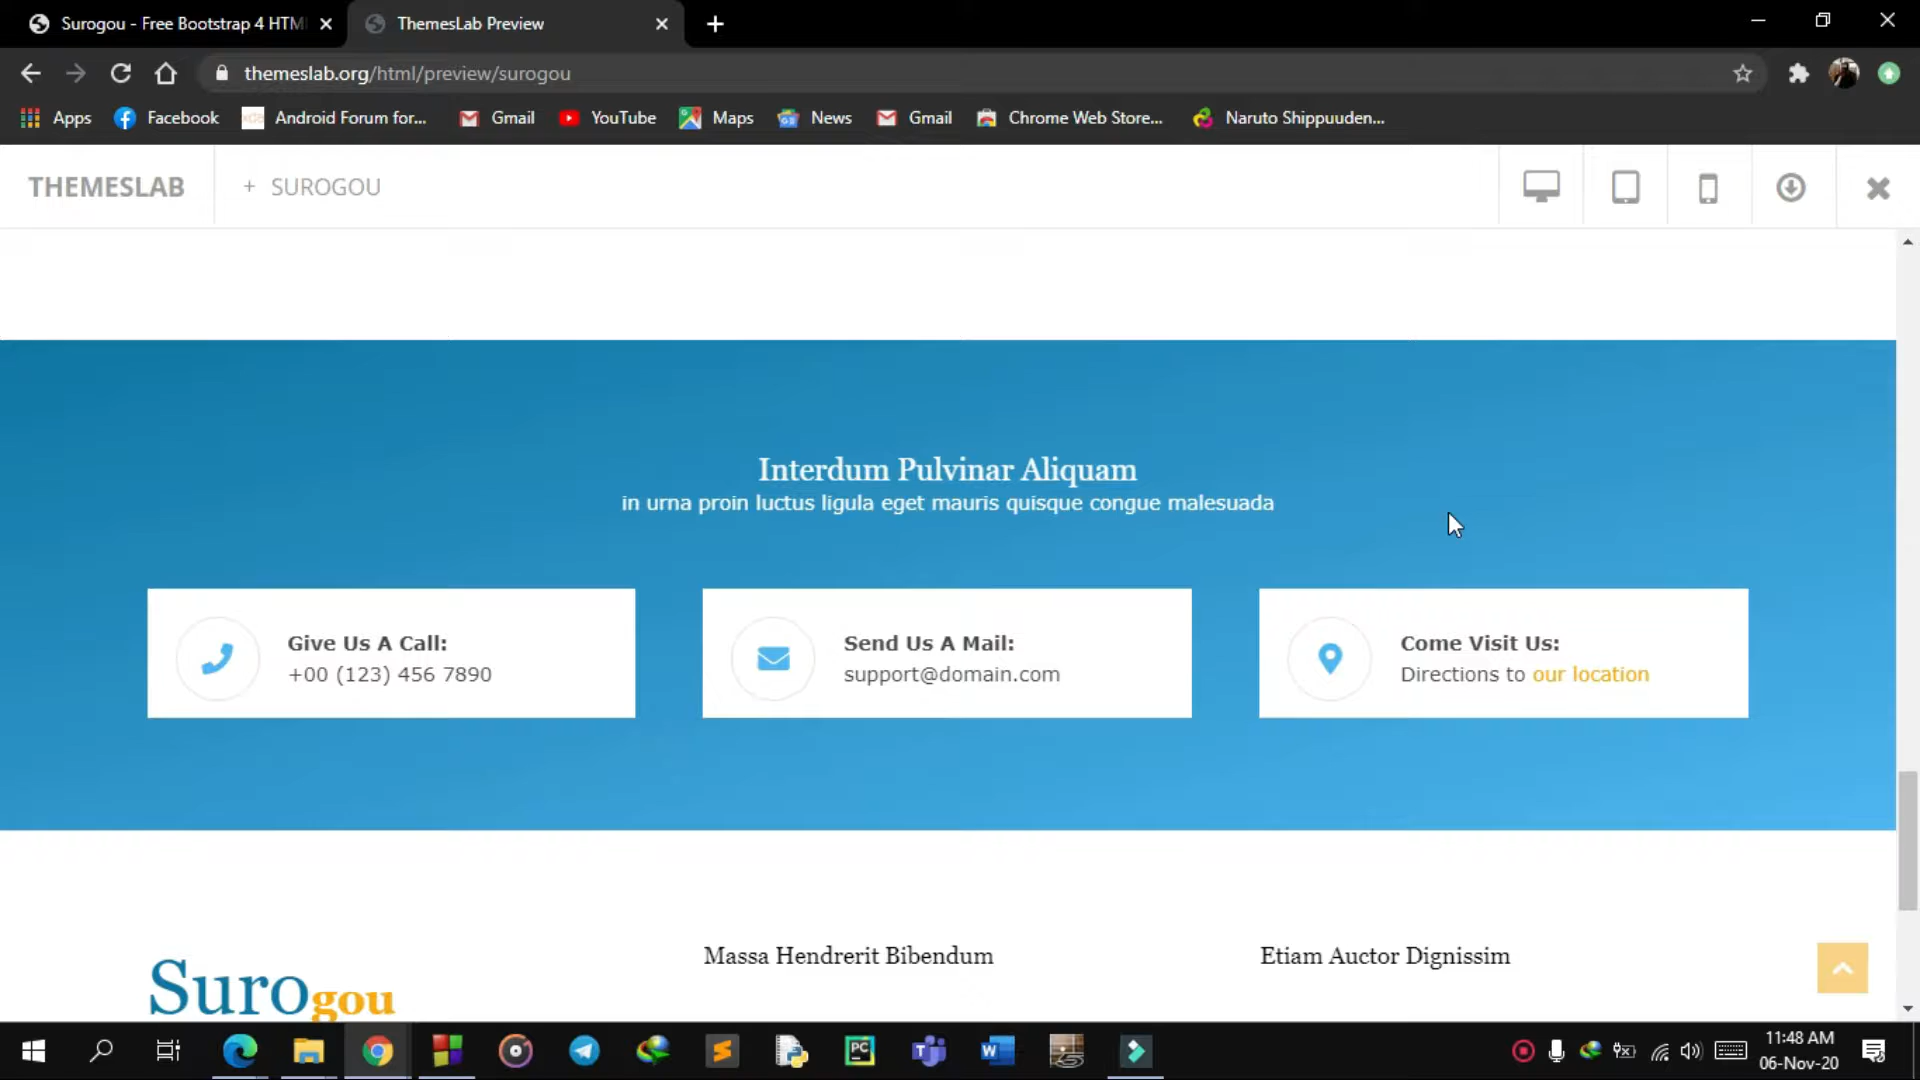 Surogou - Free Bootstrap 4 HTM
ThemesLab Preview
themeslab.org/html/preview/surogou
Apps
Facebook
Android Forum for...
Gmail
YouTube
Maps
News
Gmail
Chrome Web Store...
Naruto Shippuuden...
THEMESLAB
+ SUROGOU
Interdum Pulvinar Aliquam
in urna proin luctus ligula eget mauris quisque congue malesuada
Give Us A Call:
+00 (123) 456 7890
Send Us A Mail:
support@domain.com
Come Visit Us:
Directions to our location
Surogou
Massa Hendrerit Bibendum
Etiam Auctor Dignissim
11:48 AM
06-Nov-20